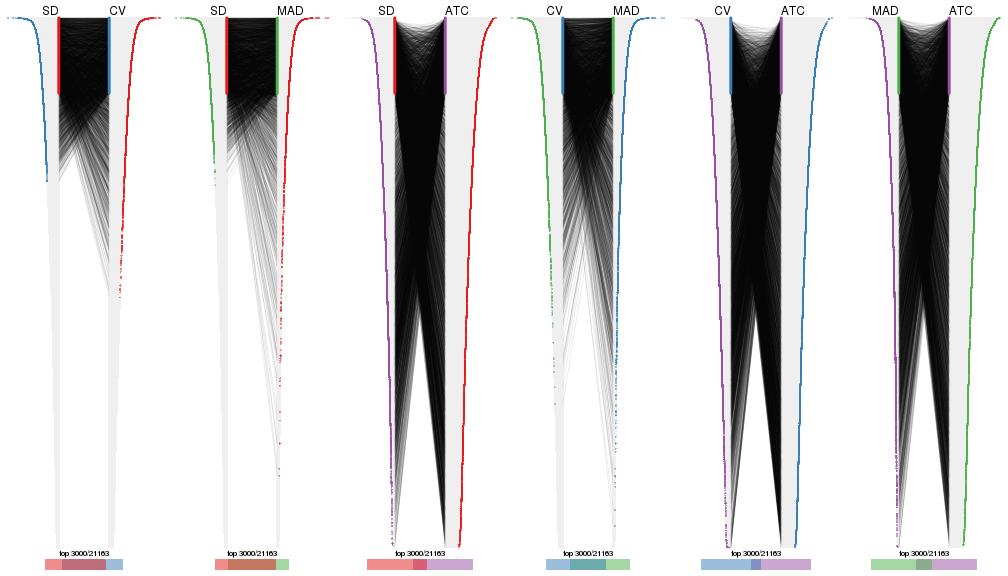 SD CV
SD MAD
SD ATC
CV MAD
CV ATC
MAD ATC
top 3000/21163
top 3000/21163
top 3000/21163
top 3000/21163
top 3000/21163
top 3000/21163